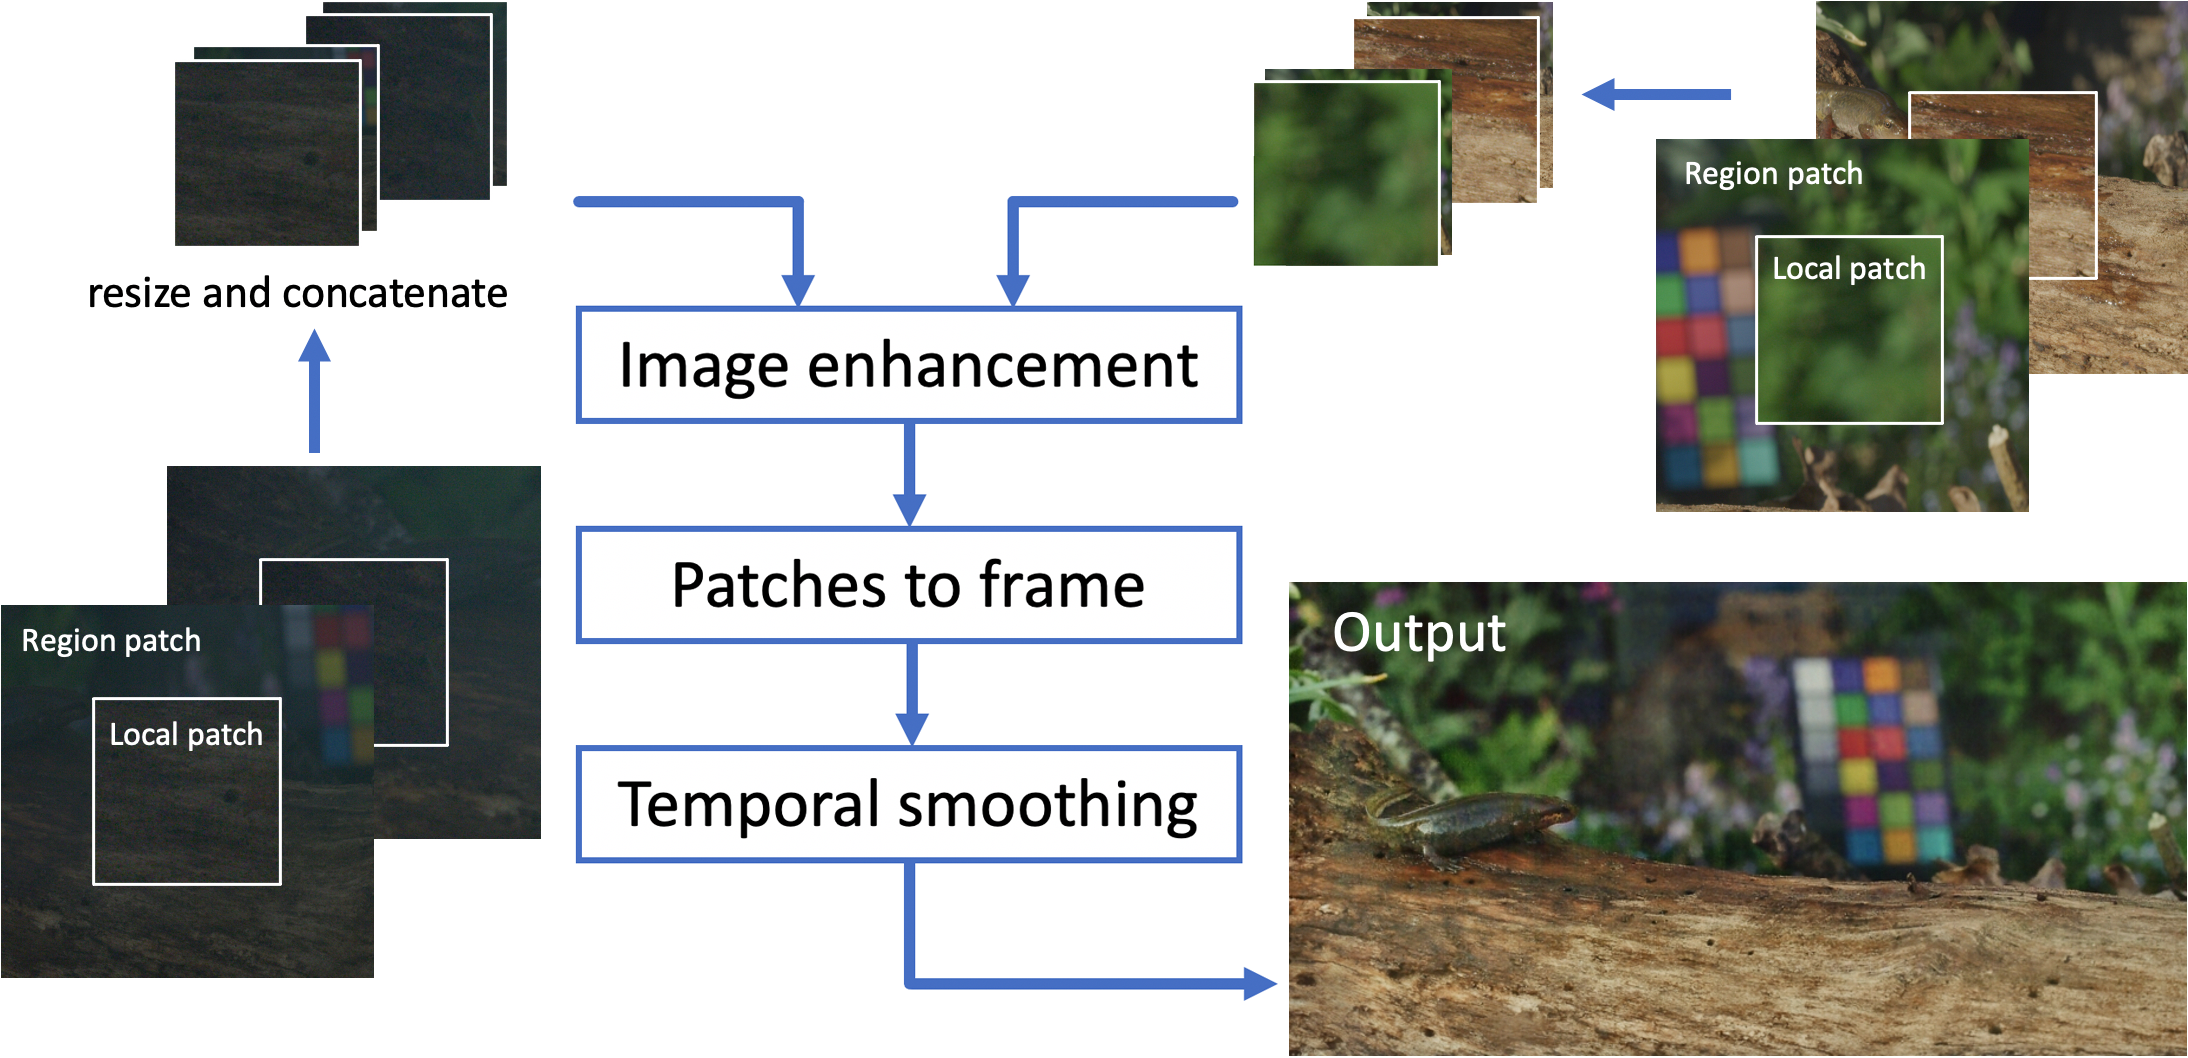 resize and concatenate
Region patch
Local patch
Image enhancement
Patches to frame
Temporal smoothing
Region patch
Local patch
Output